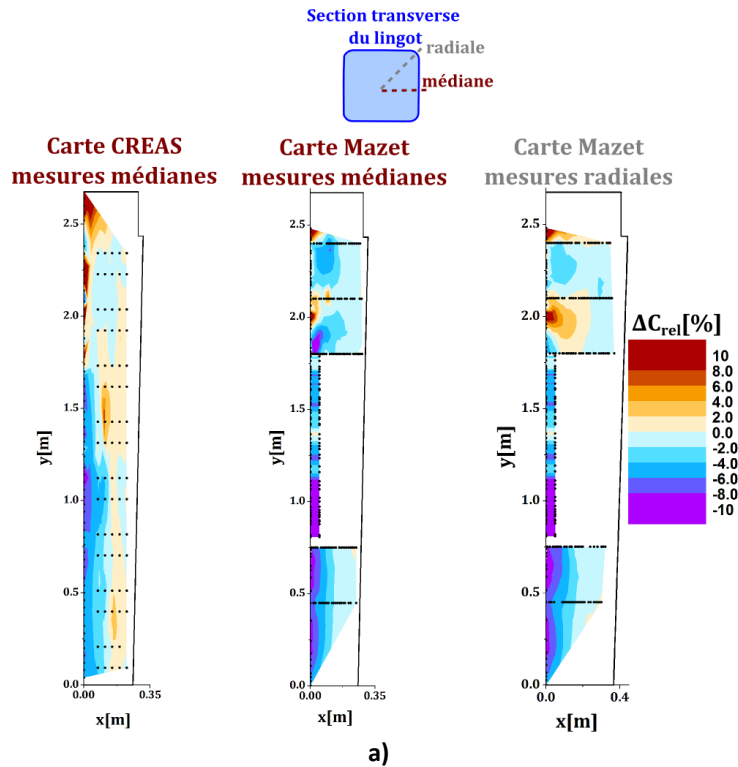 Section transverse
du lingot
radiale
médiane
Carte CREAS
mesures médianes
Carte Mazet
mesures médianes
Carte Mazet
mesures radiales
2.5
2.0
1.5
1.0
0.5
0.0
y[m]
0.00
0.35
x[m]
2.5
2.0
1.5
1.0
0.5
0.0
y[m]
0.00
0.35
x[m]
2.5
2.0
1.5
1.0
0.5
0.0
y[m]
0.0
0.4
x[m]
ΔCrel[%]
10
8.0
6.0
4.0
2.0
0.0
-2.0
-4.0
-6.0
-8.0
-10
a)